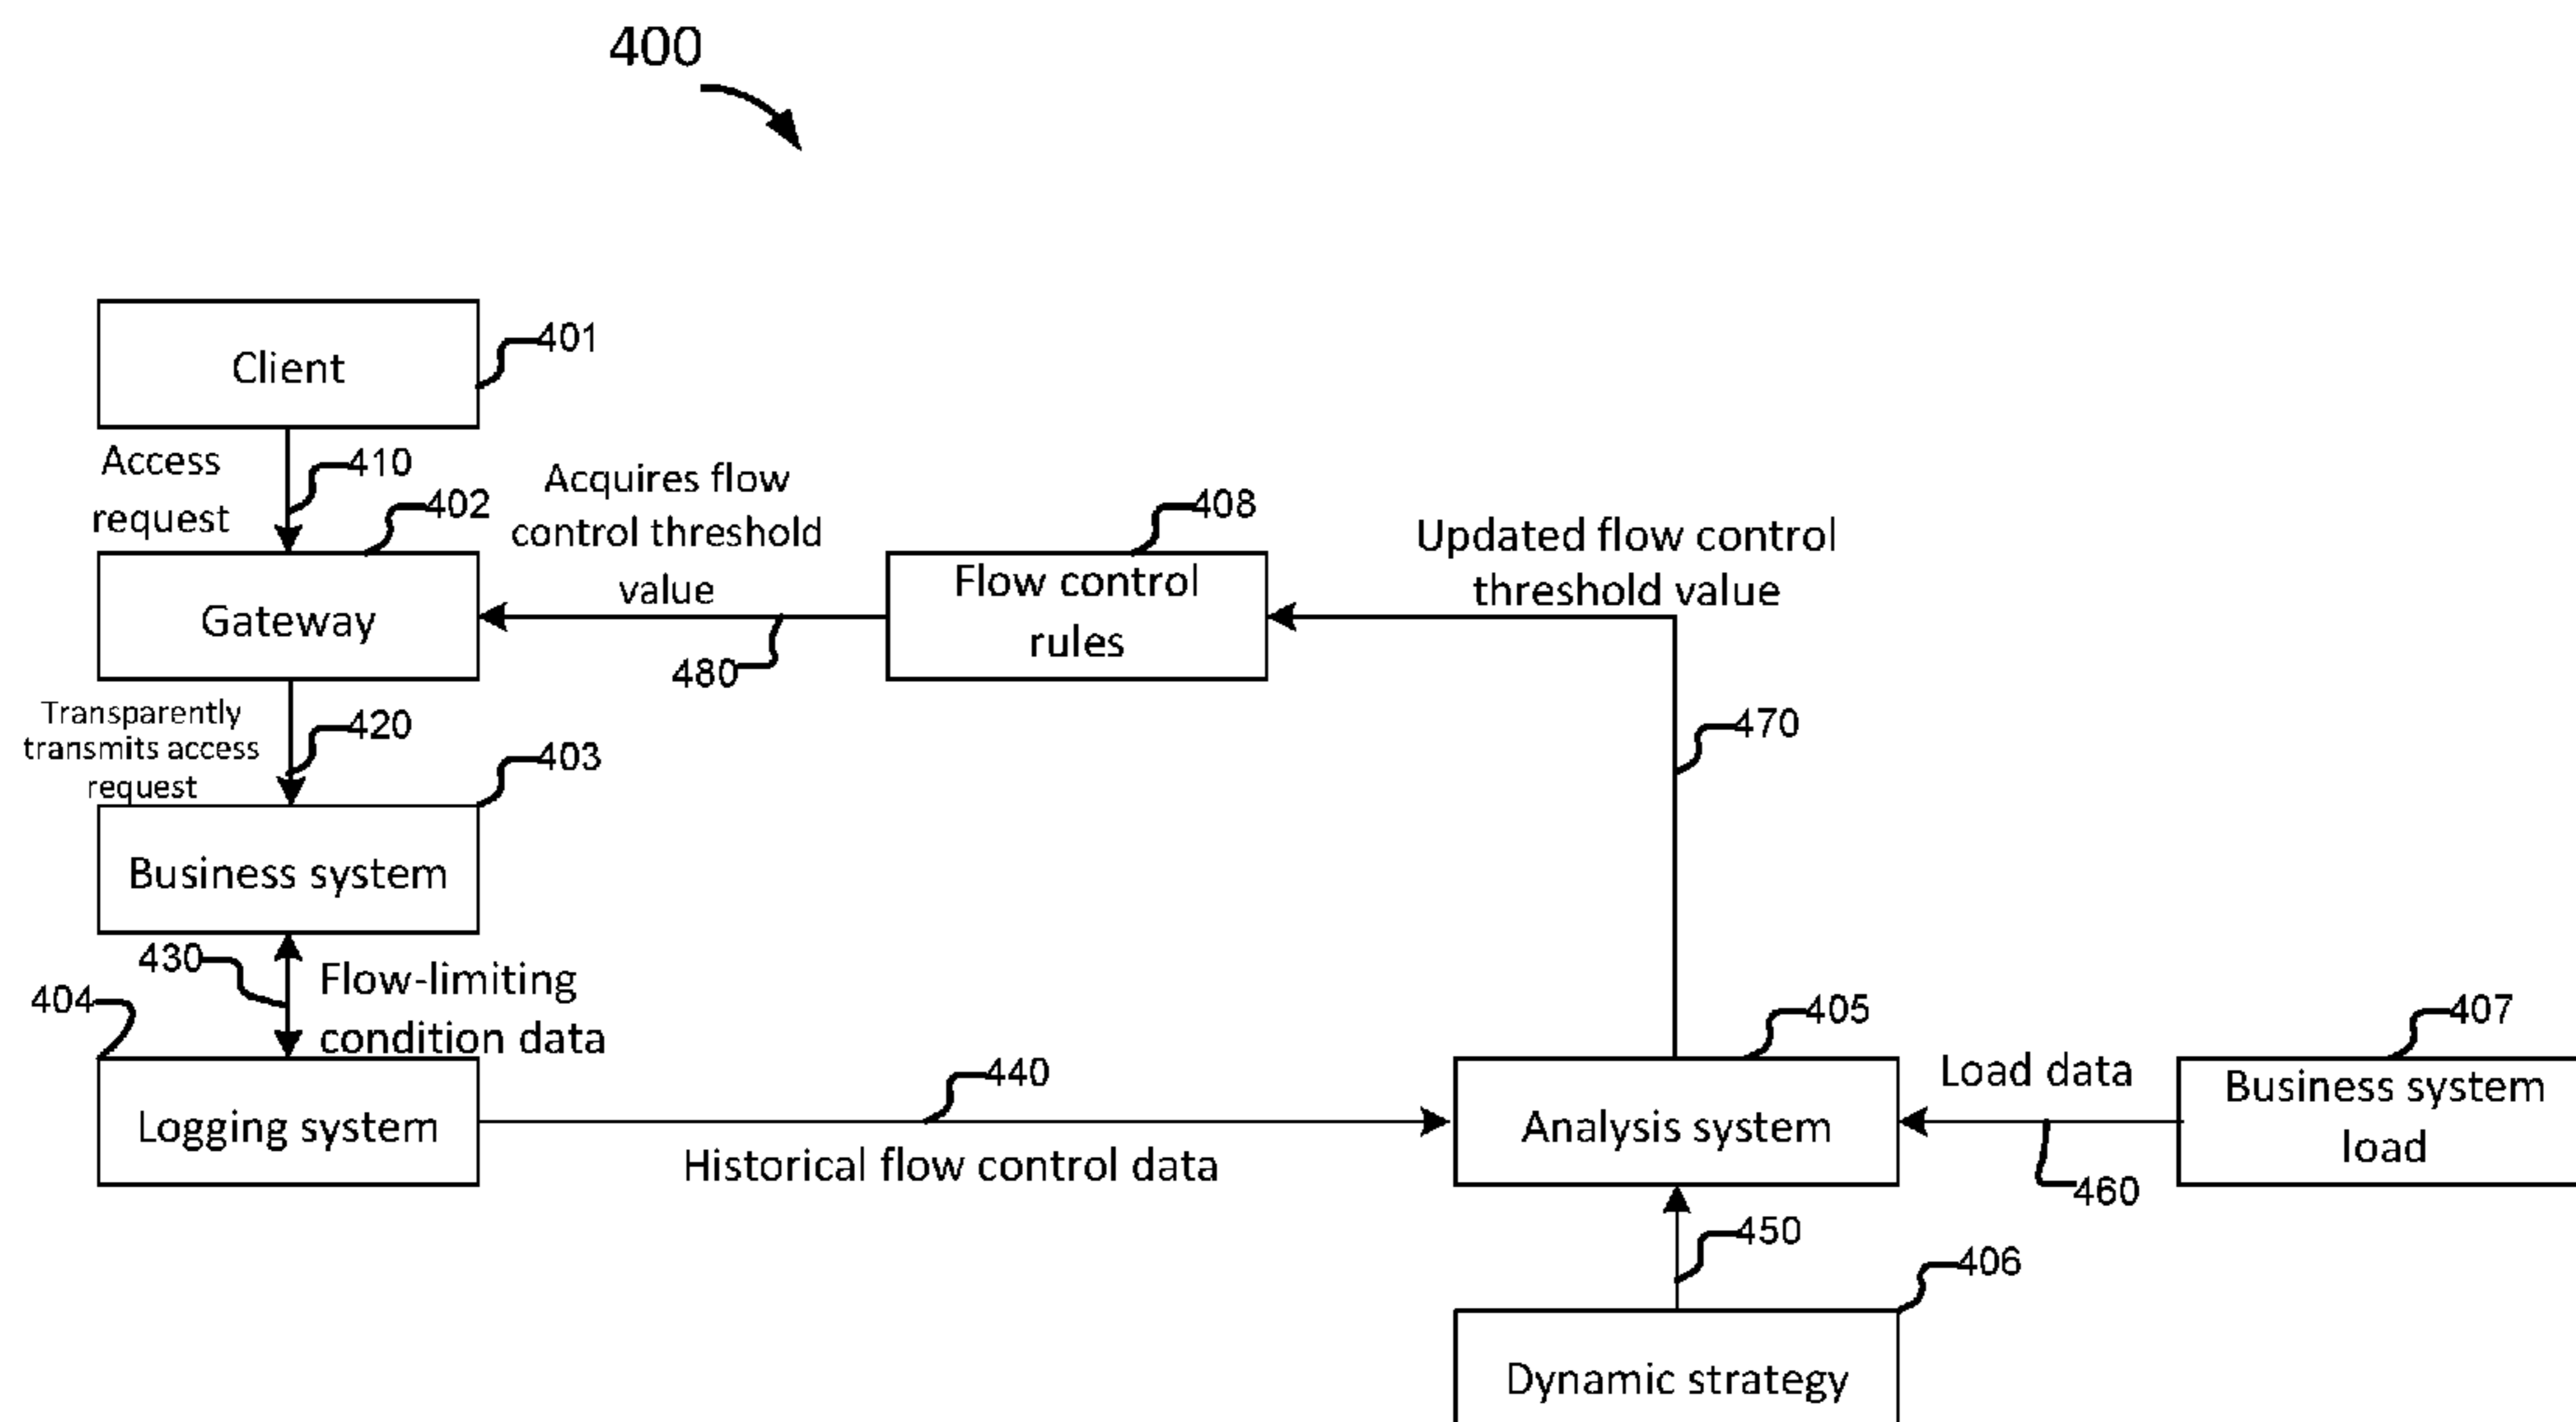 400
Client
401
Access
request
410
402
Acquires flow
control threshold
value
408
Updated flow control
threshold value
Gateway
Flow control
rules
480
Transparently
transmits access
request
420
470
403
Business system
430
Flow-limiting
condition data
404
405
407
Logging system
440
Historical flow control data
Analysis system
Load data
Business system
load
460
450
406
Dynamic strategy